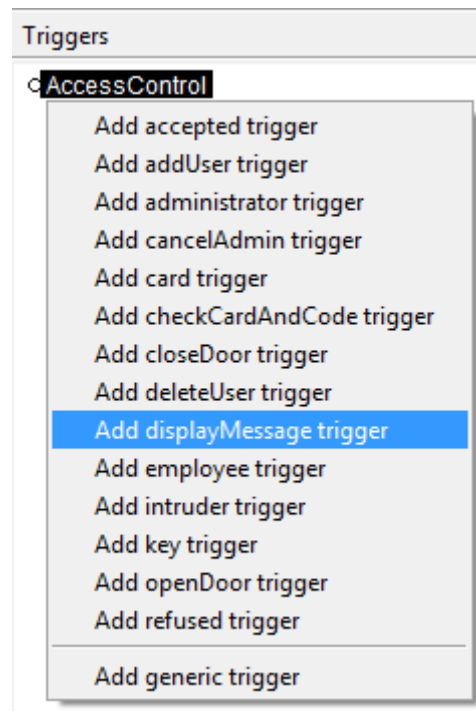 Triggers
AccessControl
Add accepted trigger
Add addUser trigger
Add administrator trigger
Add cancelAdmin trigger
Add card trigger
Add checkCardAndCode trigger
Add closeDoor trigger
Add deleteUser trigger
Add displayMessage trigger
Add employee trigger
Add intruder trigger
Add key trigger
Add openDoor trigger
Add refused trigger
Add generic trigger